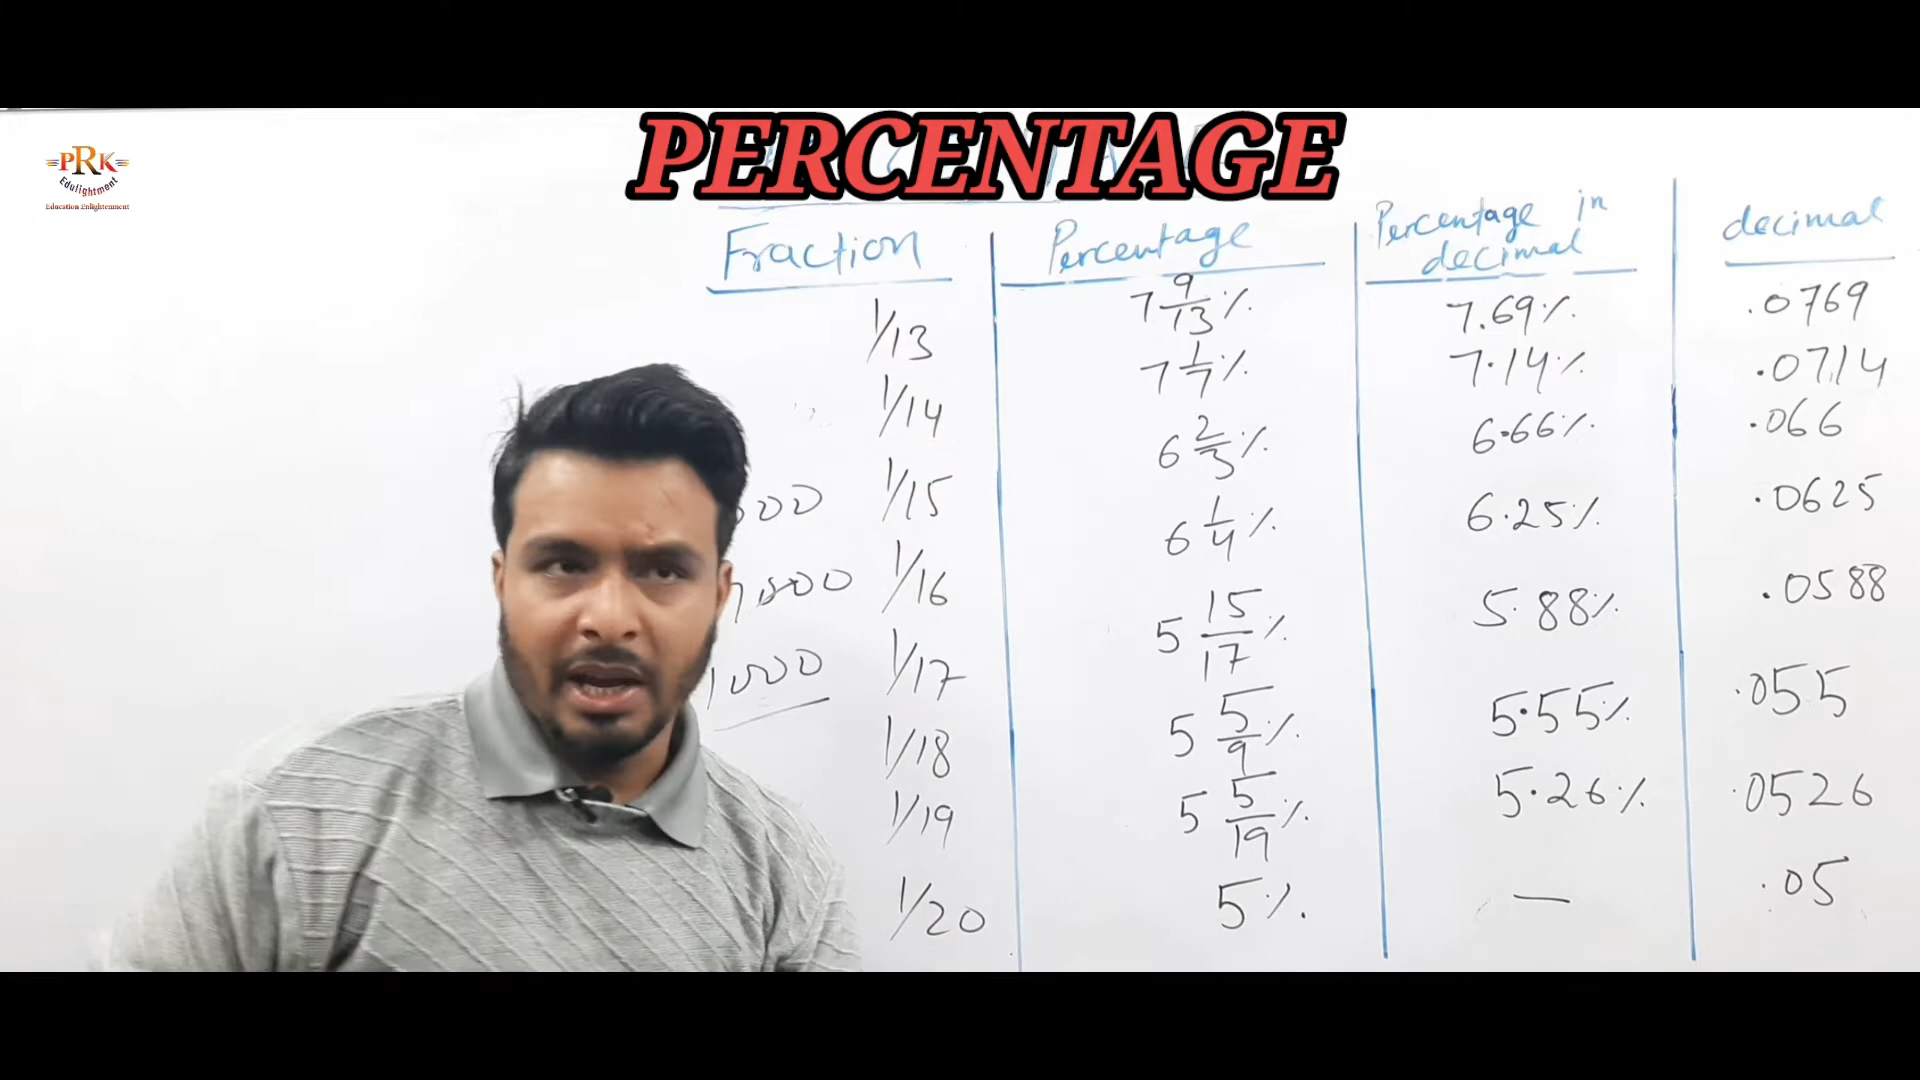 PERCENTAGE
PRK
Edulightment
Education Enlightenment
Fraction Percentage Percentage in decimal decimal
1/13 7 9/13 % 7.69% .0769
1/14 7 1/7 % 7.14% .0714
1/15 6 2/3 % 6.66% .066
1/16 6 1/4 % 6.25% .0625
1/17 5 15/17 % 5.88% .0588
1/18 5 5/9 % 5.55% .055
1/19 5 5/19 % 5.26% .0526
1/20 5% — .05
1000